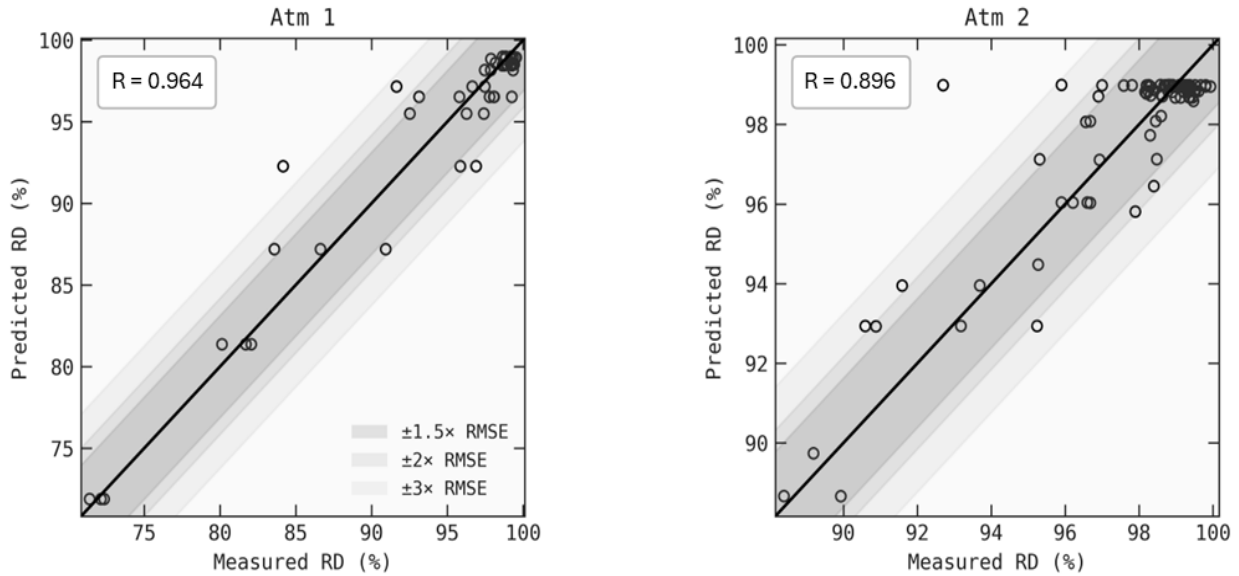 Atm 1
R = 0.964
100
95
90
85
80
75
Predicted RD (%)
±1.5× RMSE
±2× RMSE
±3× RMSE
75 80 85 90 95 100
Measured RD (%)
Atm 2
R = 0.896
100
98
96
94
92
90
Predicted RD (%)
90 92 94 96 98 100
Measured RD (%)